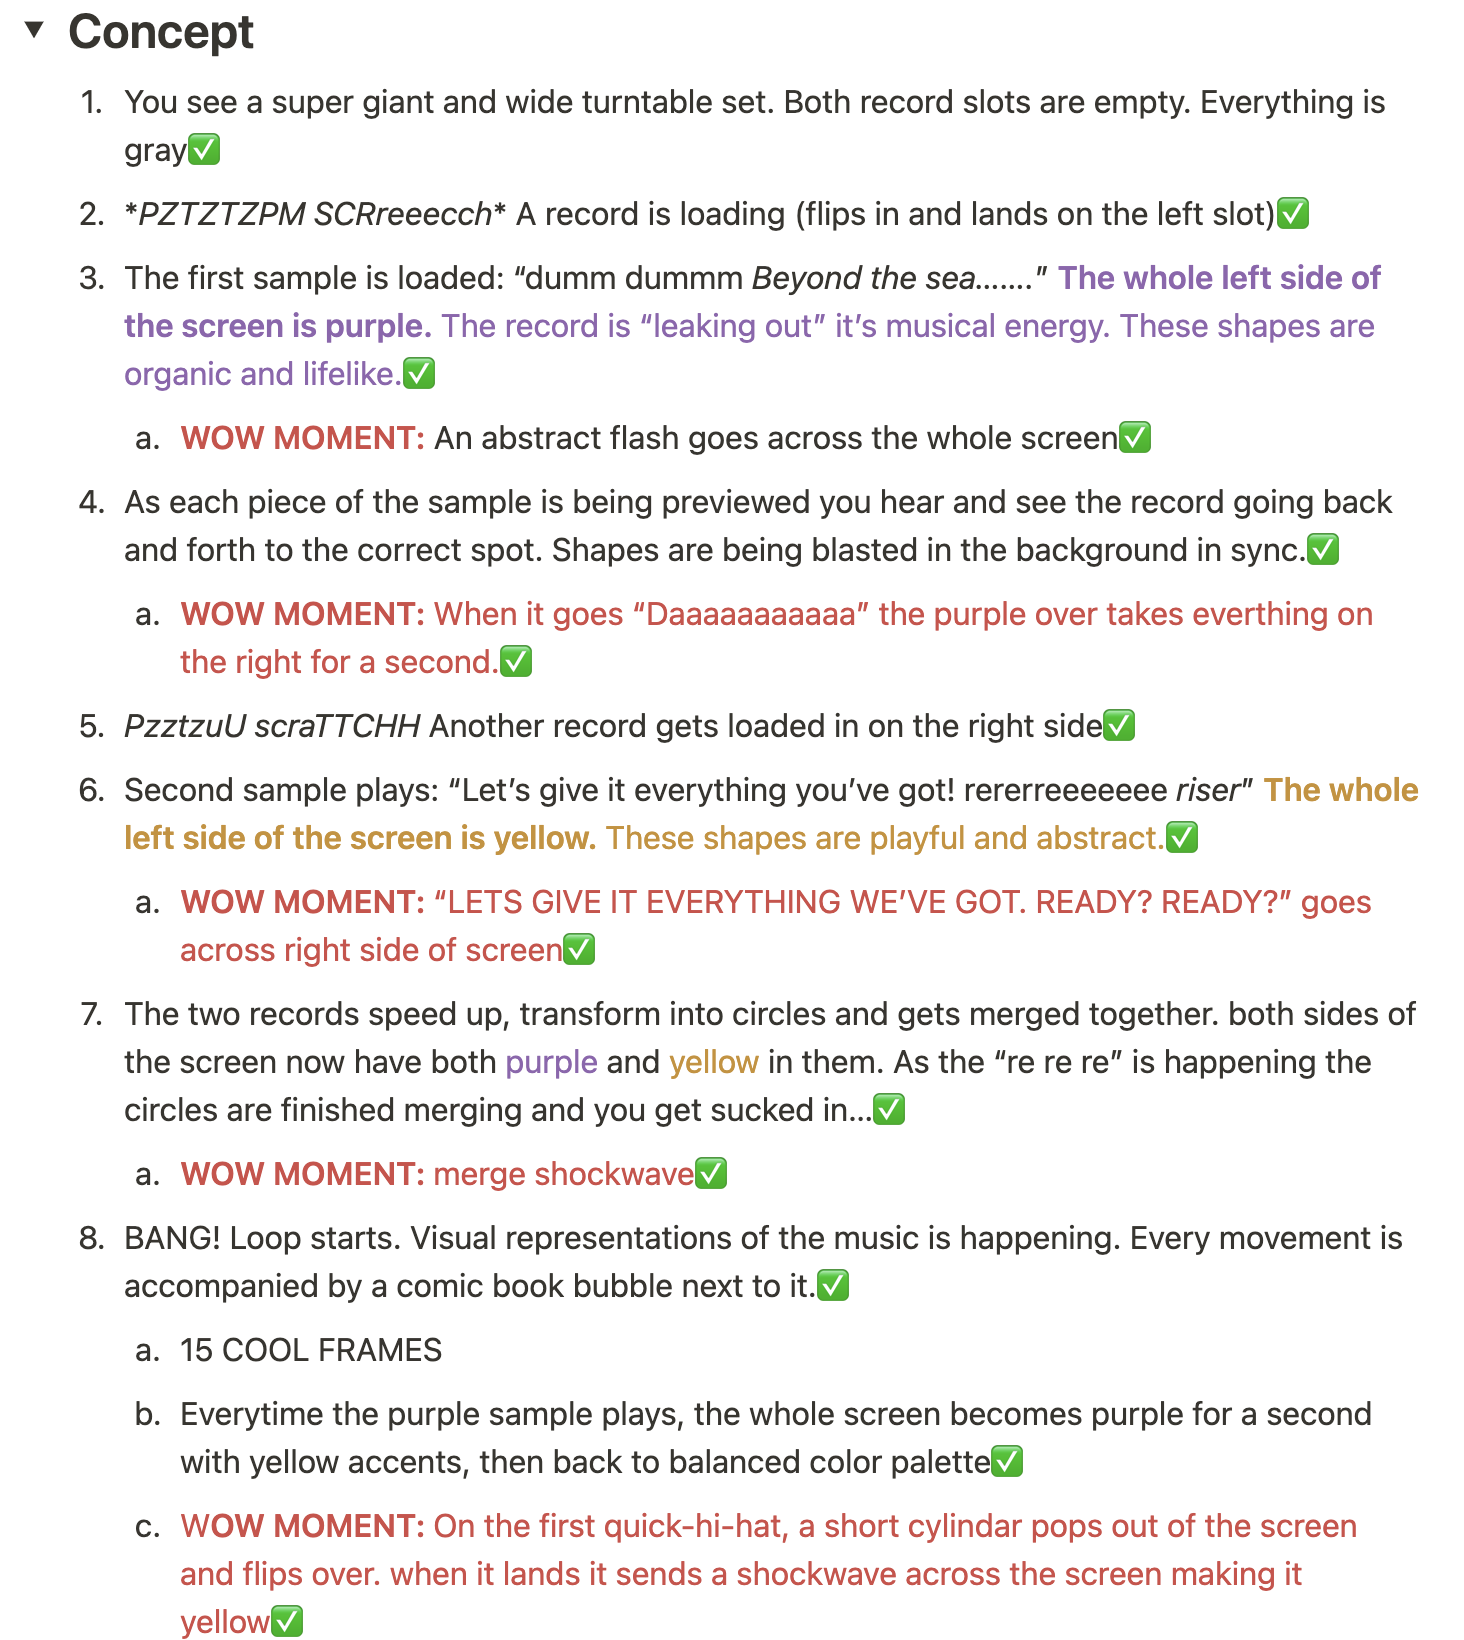 ▼ Concept
1. You see a super giant and wide turntable set. Both record slots are empty. Everything is
gray✅
2. *PZTZTZPM SCRreeecch* A record is loading (flips in and lands on the left slot)✅
3. The first sample is loaded: “dumm dummm Beyond the sea.......” The whole left side of
the screen is purple. The record is “leaking out” it’s musical energy. These shapes are
organic and lifelike.✅
a. WOW MOMENT: An abstract flash goes across the whole screen✅
4. As each piece of the sample is being previewed you hear and see the record going back
and forth to the correct spot. Shapes are being blasted in the background in sync.✅
a. WOW MOMENT: When it goes “Daaaaaaaaaaa” the purple over takes everthing on
the right for a second.✅
5. PzztzuU scraTTCHH Another record gets loaded in on the right side✅
6. Second sample plays: “Let’s give it everything you’ve got! rererreeeeeee riser” The whole
left side of the screen is yellow. These shapes are playful and abstract.✅
a. WOW MOMENT: “LETS GIVE IT EVERYTHING WE’VE GOT. READY? READY?” goes
across right side of screen✅
7. The two records speed up, transform into circles and gets merged together. both sides of
the screen now have both purple and yellow in them. As the “re re re” is happening the
circles are finished merging and you get sucked in...✅
a. WOW MOMENT: merge shockwave✅
8. BANG! Loop starts. Visual representations of the music is happening. Every movement is
accompanied by a comic book bubble next to it.✅
a. 15 COOL FRAMES
b. Everytime the purple sample plays, the whole screen becomes purple for a second
with yellow accents, then back to balanced color palette✅
c. WOW MOMENT: On the first quick-hi-hat, a short cylindar pops out of the screen
and flips over. when it lands it sends a shockwave across the screen making it
yellow✅